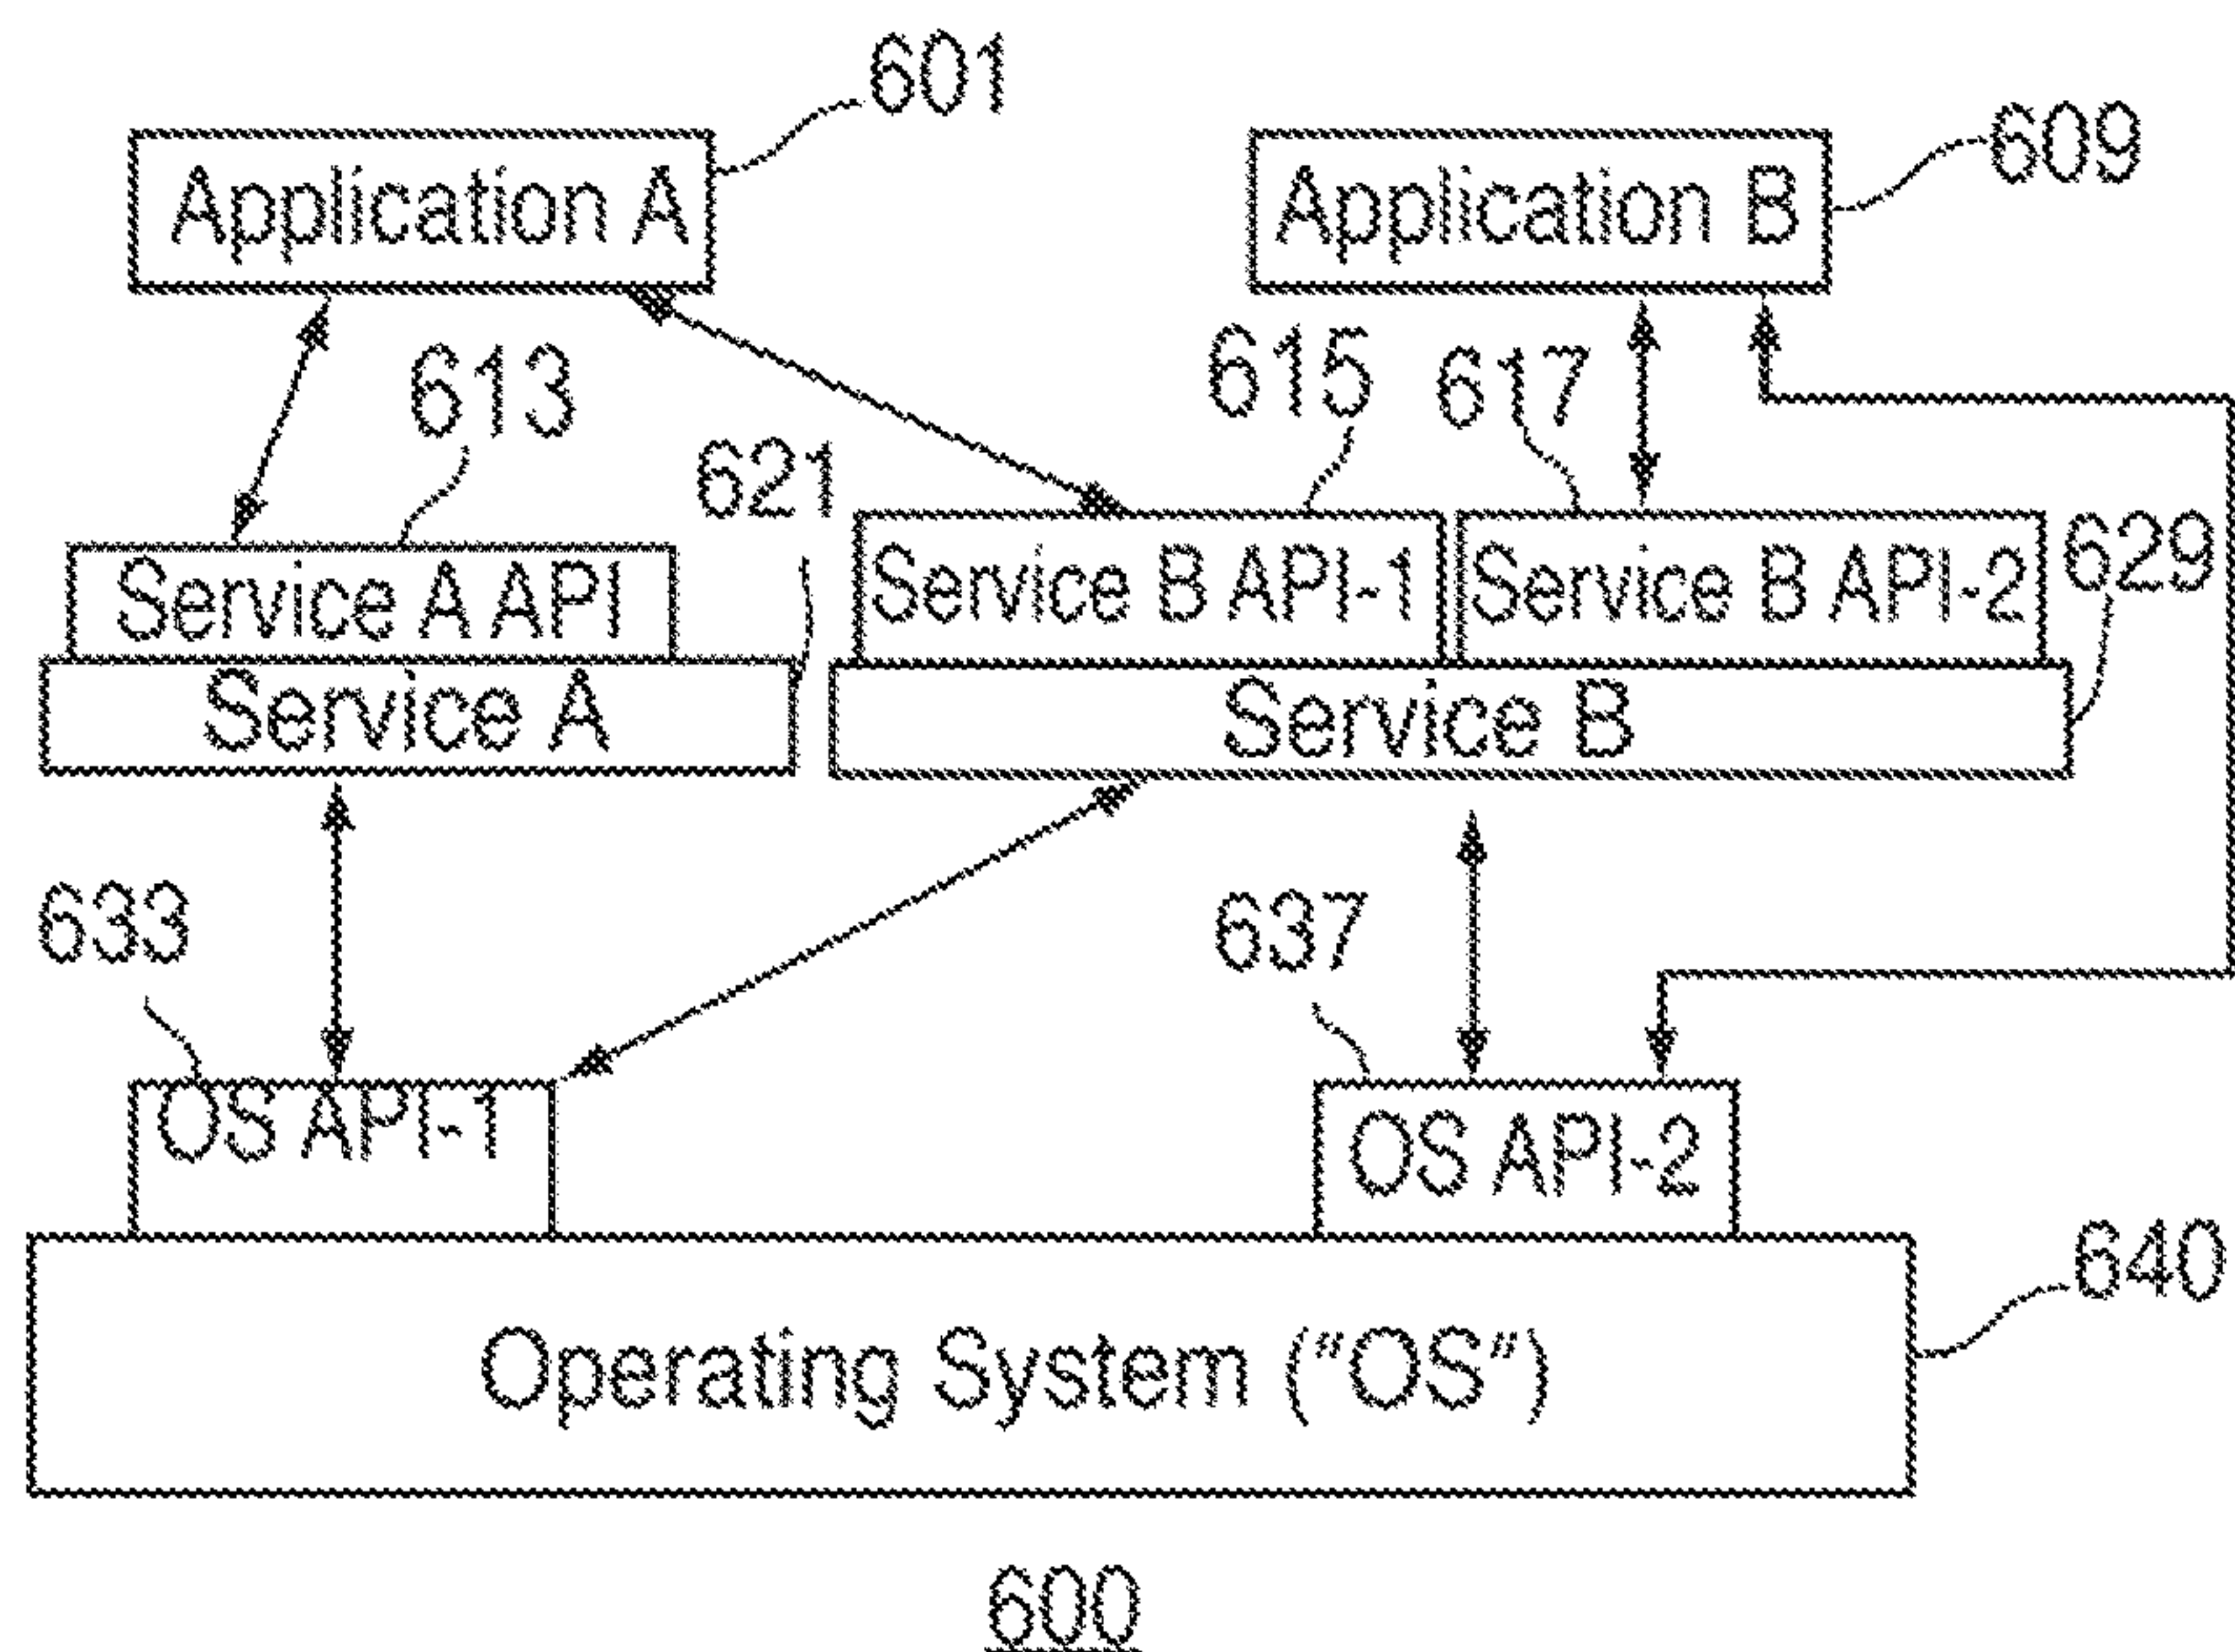 601
609
Application A
Application B
613
615
617
621
629
Service A API
Service B API-1
Service B API-2
Service A
Service B
633
637
OS API-1
OS API-2
640
Operating System ("OS")
600